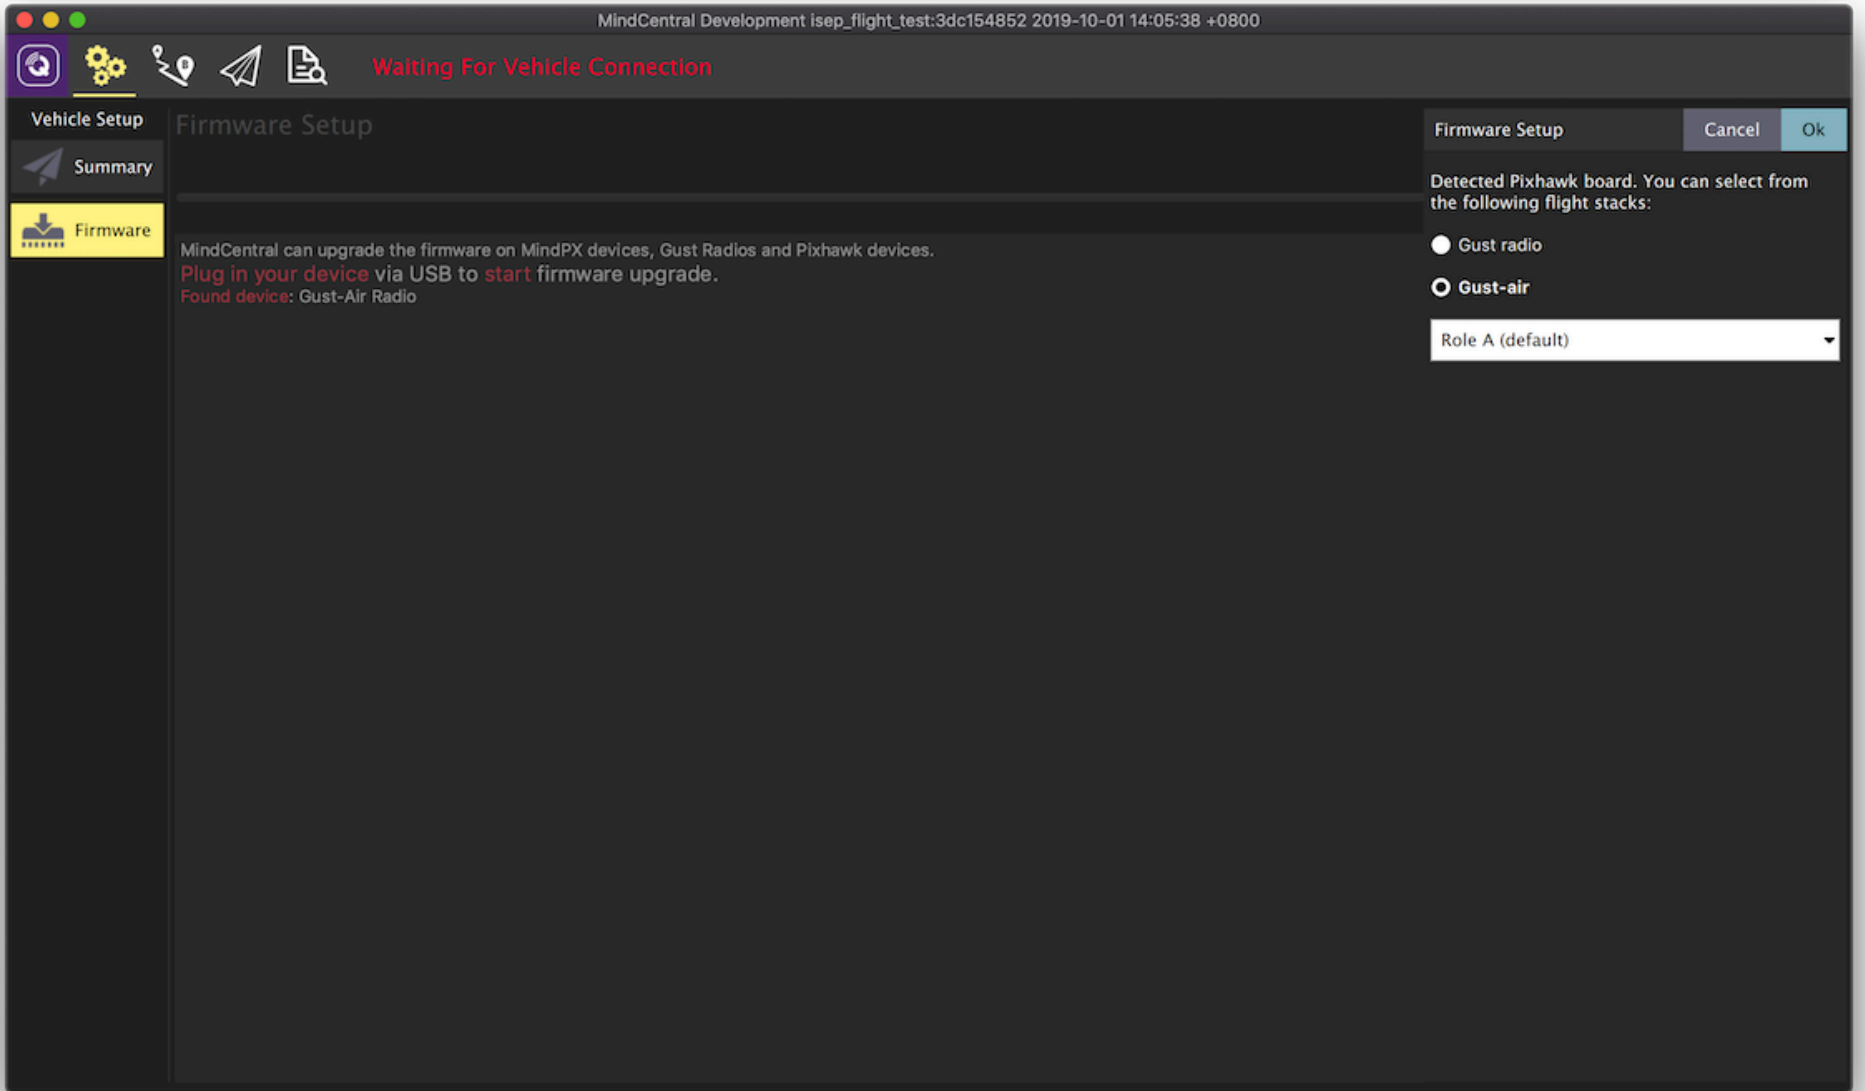 MindCentral Development isep_flight_test:3dc154852 2019-10-01 14:05:38 +0800
Waiting For Vehicle Connection
Vehicle Setup
Summary
Firmware
Firmware Setup
MindCentral can upgrade the firmware on MindPX devices, Gust Radios and Pixhawk devices.
Plug in your device via USB to start firmware upgrade.
Found device: Gust-Air Radio
Firmware Setup
Cancel
Ok
Detected Pixhawk board. You can select from
the following flight stacks:
Gust radio
Gust-air
Role A (default)